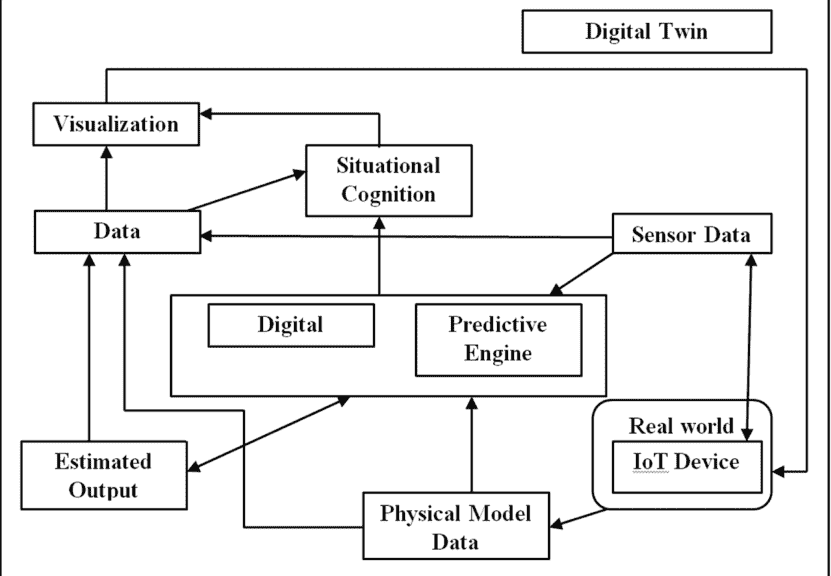 Digital Twin
Visualization
Situational
Cognition
Data
Sensor Data
Digital
Predictive
Engine
Real world
IoT Device
Estimated
Output
Physical Model
Data